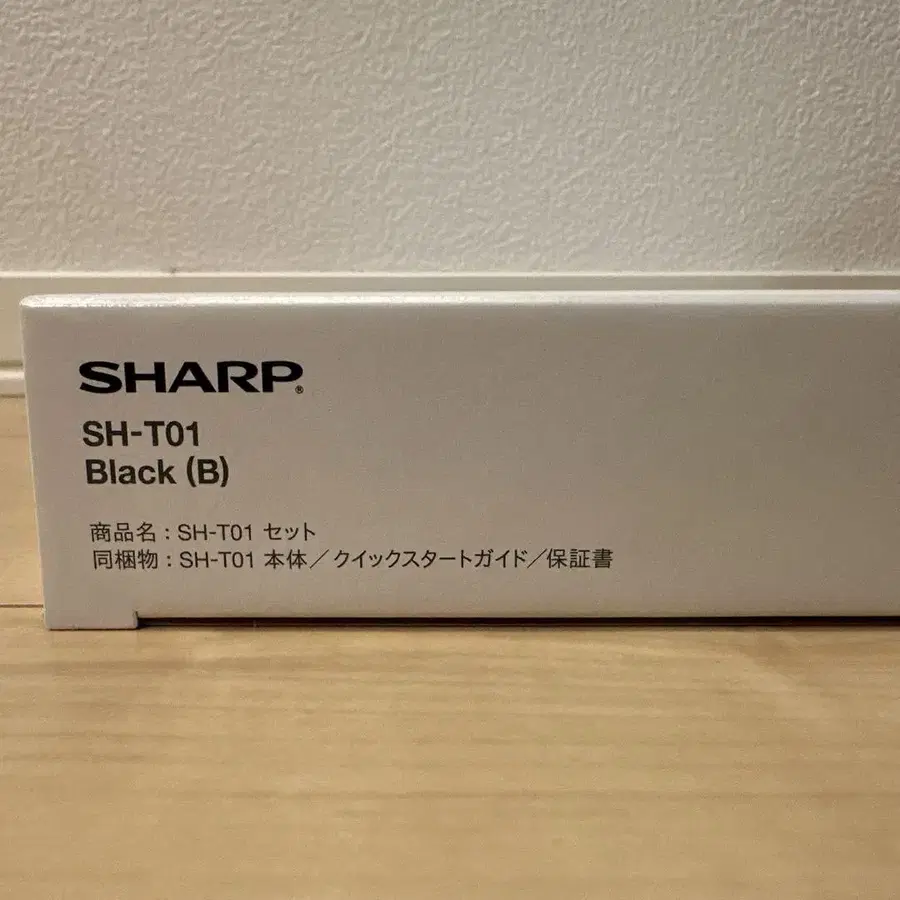 SHARP®
SH-T01
Black (B)
商品名：SH-T01 セット
同梱物：SH-T01 本体／クイックスタートガイド／保証書